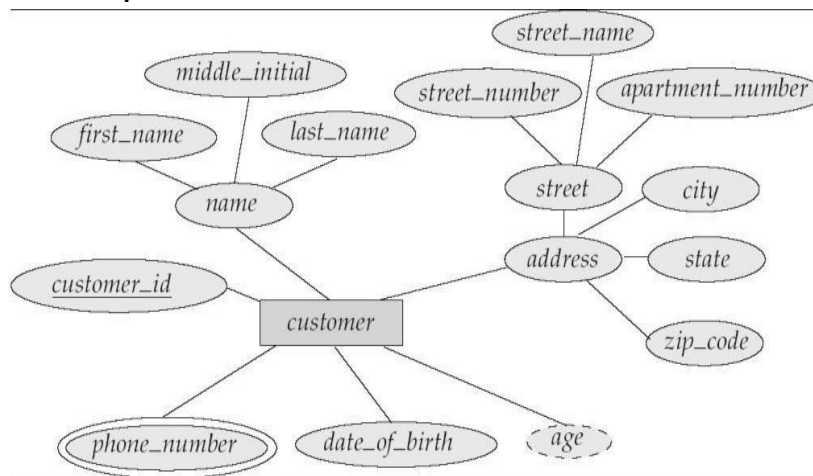 street_name
middle_initial
street_number
apartment_number
first_name
last_name
street
city
name
address
state
customer_id
customer
zip_code
phone_number
date_of_birth
age